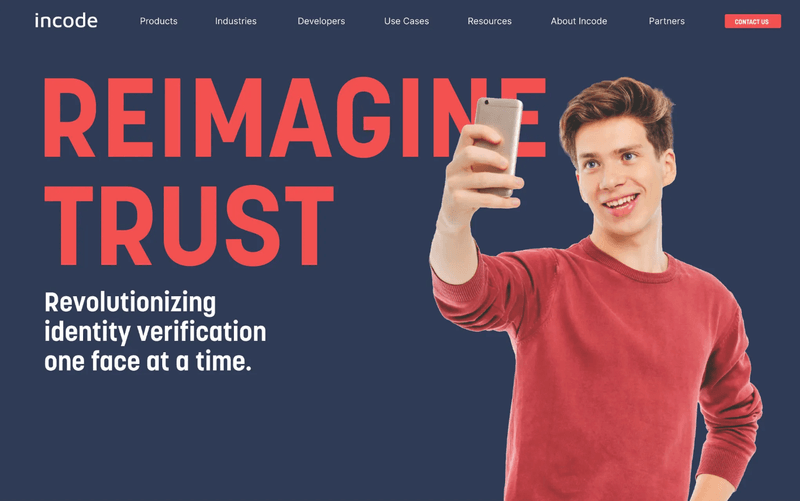 incode Products Industries Developers Use Cases Resources About Incode Partners CONTACT US
REIMAGINE
TRUST
Revolutionizing
identity verification
one face at a time.